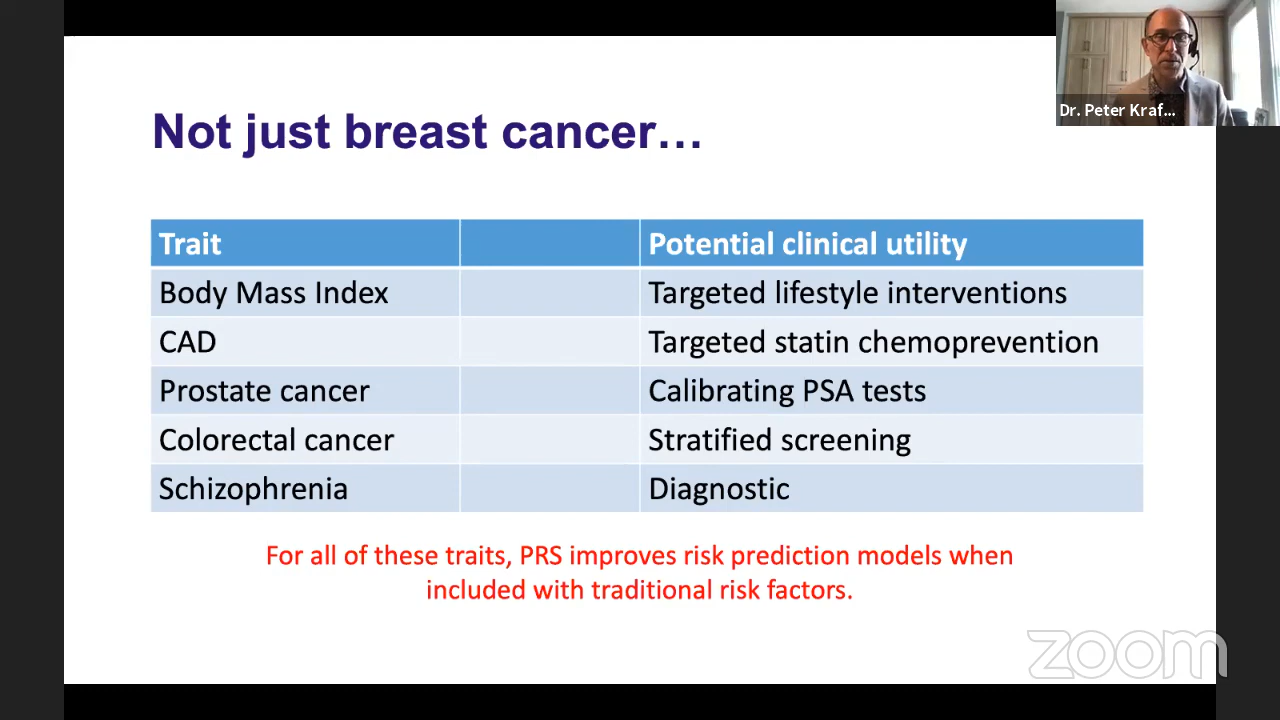 Dr. Peter Kraf...
Not just breast cancer…
Trait Potential clinical utility
Body Mass Index Targeted lifestyle interventions
CAD Targeted statin chemoprevention
Prostate cancer Calibrating PSA tests
Colorectal cancer Stratified screening
Schizophrenia Diagnostic
For all of these traits, PRS improves risk prediction models when
included with traditional risk factors.
zoom